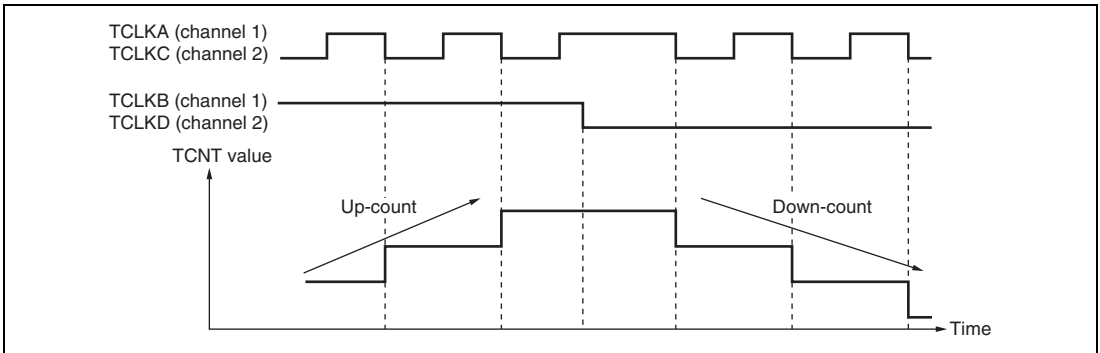 TCLKA (channel 1)
TCLKC (channel 2)
TCLKB (channel 1)
TCLKD (channel 2)
TCNT value
Up-count
Down-count
Time